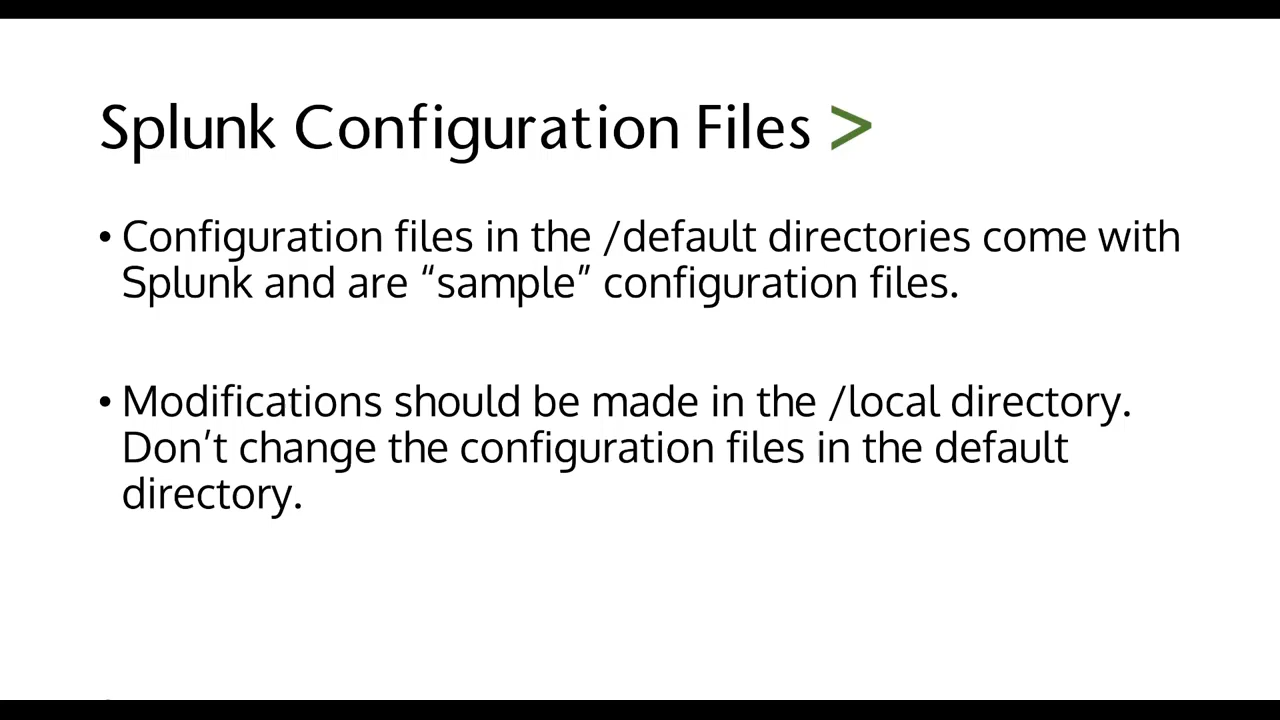 Splunk Configuration Files >
• Configuration files in the /default directories come with
Splunk and are “sample” configuration files.
• Modifications should be made in the /local directory.
Don’t change the configuration files in the default
directory.